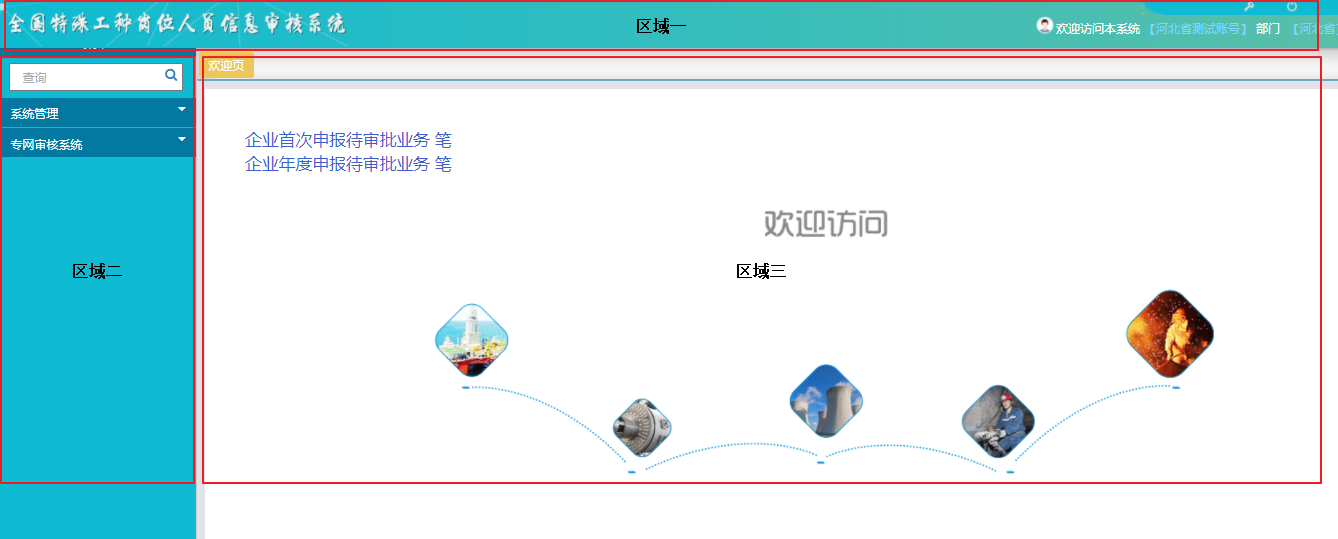 全国特殊工种岗位人员信息审核系统
区域一
欢迎访问本系统 【河北省测试账号】 部门 【河北省
查询
欢迎页
系统管理
专网审核系统
企业首次申报待审批业务 笔
企业年度申报待审批业务 笔
欢迎访问
区域二
区域三